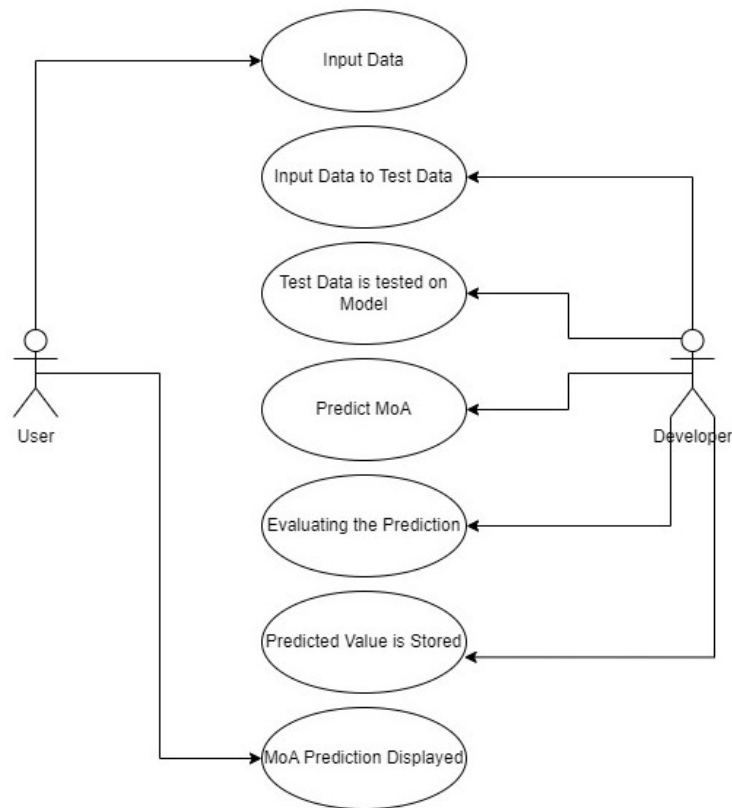 Input Data
Input Data to Test Data
Test Data is tested on
Model
Predict MoA
User
Developer
Evaluating the Prediction
Predicted Value is Stored
MoA Prediction Displayed